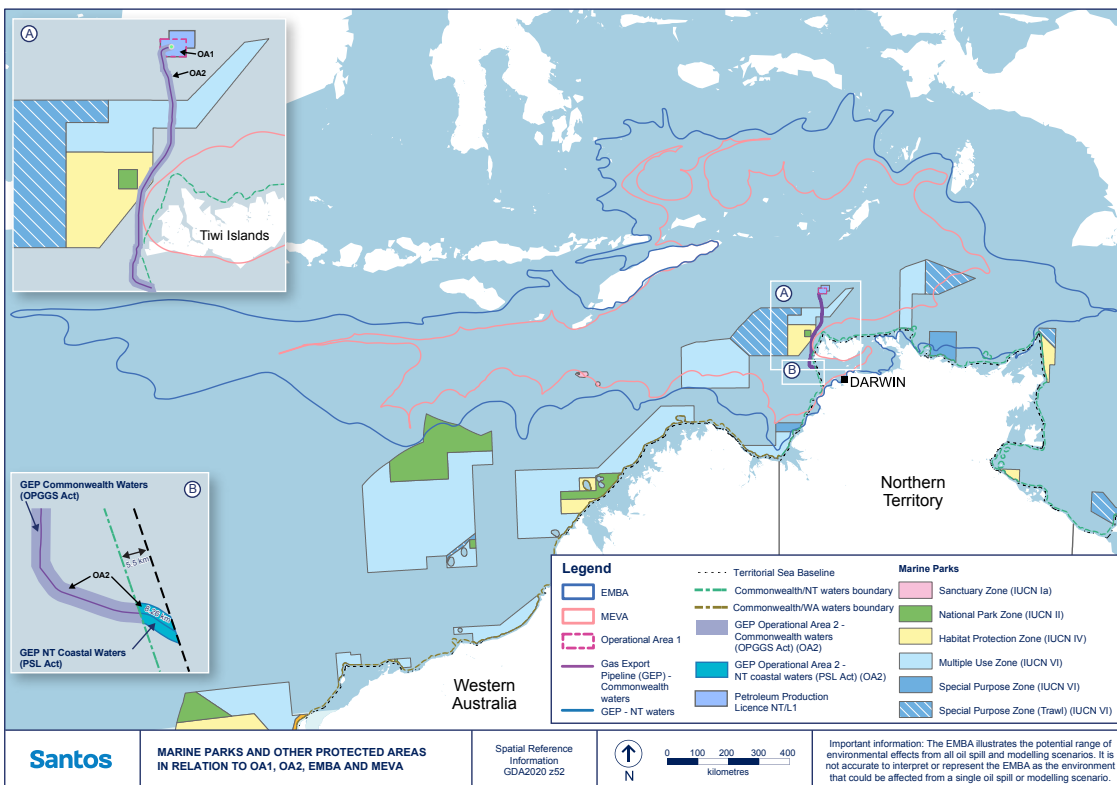 A
OA1
OA2
Tiwi Islands
A
B
DARWIN
Northern
Territory
Western
Australia
GEP Commonwealth Waters
(OPGGS Act)
B
5.5 km
OA2
GEP NT Coastal Waters
(PSL Act)
Legend
EMBA
MEVA
Operational Area 1
Gas Export
Pipeline (GEP) -
Commonwealth
waters
GEP - NT waters
Territorial Sea Baseline
Commonwealth/NT waters boundary
Commonwealth/WA waters boundary
GEP Operational Area 2 -
Commonwealth waters
(OPGGS Act) (OA2)
GEP Operational Area 2 -
NT coastal waters (PSL Act) (OA2)
Petroleum Production
Licence NT/L1
Marine Parks
Sanctuary Zone (IUCN Ia)
National Park Zone (IUCN II)
Habitat Protection Zone (IUCN IV)
Multiple Use Zone (IUCN VI)
Special Purpose Zone (IUCN VI)
Special Purpose Zone (Trawl) (IUCN VI)
Santos
MARINE PARKS AND OTHER PROTECTED AREAS
IN RELATION TO OA1, OA2, EMBA AND MEVA
Spatial Reference
Information
GDA2020 z52
N
0 100 200 300 400
kilometres
Important information: The EMBA illustrates the potential range of
environmental effects from all oil spill and modelling scenarios. It is
not accurate to interpret or represent the EMBA as the environment
that could be affected from a single oil spill or modelling scenario.